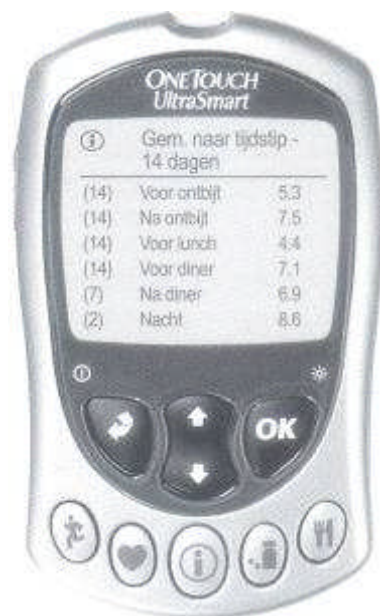 ONETOUCH
UltraSmart
Gem. naar tijdstip -
14 dagen
(14) Voor ontbijt 5.3
(14) Na ontbijt 7.5
(14) Voor lunch 4.4
(14) Voor diner 7.1
(7) Na diner 6.9
(2) Nacht 8.6
OK